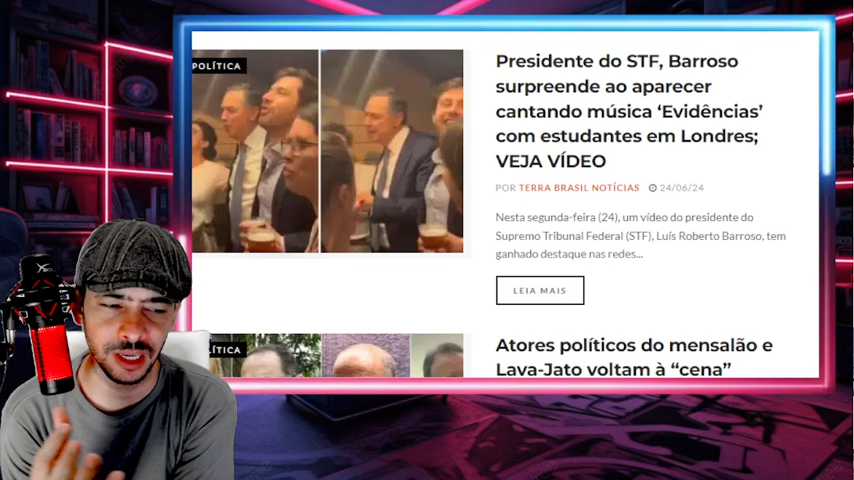 POLÍTICA
Presidente do STF, Barroso
surpreende ao aparecer
cantando música ‘Evidências’
com estudantes em Londres;
VEJA VÍDEO
POR TERRA BRASIL NOTÍCIAS 24/06/24
Nesta segunda-feira (24), um vídeo do presidente do
Supremo Tribunal Federal (STF), Luís Roberto Barroso, tem
ganhado destaque nas redes...
LEIA MAIS
LÍTICA
Atores políticos do mensalão e
Lava-Jato voltam à “cena”